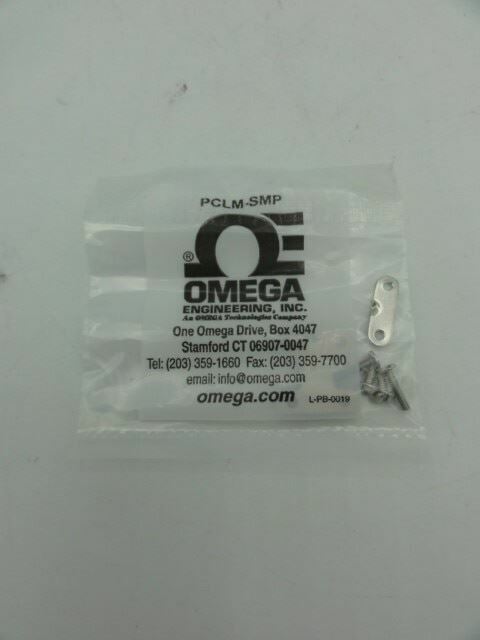 PCLM-SMP
®
OMEGA
ENGINEERING, INC.
An OMEGA Technologies Company
One Omega Drive, Box 4047
Stamford CT 06907-0047
Tel: (203) 359-1660 Fax: (203) 359-7700
email: info@omega.com
omega.com L-PB-0019